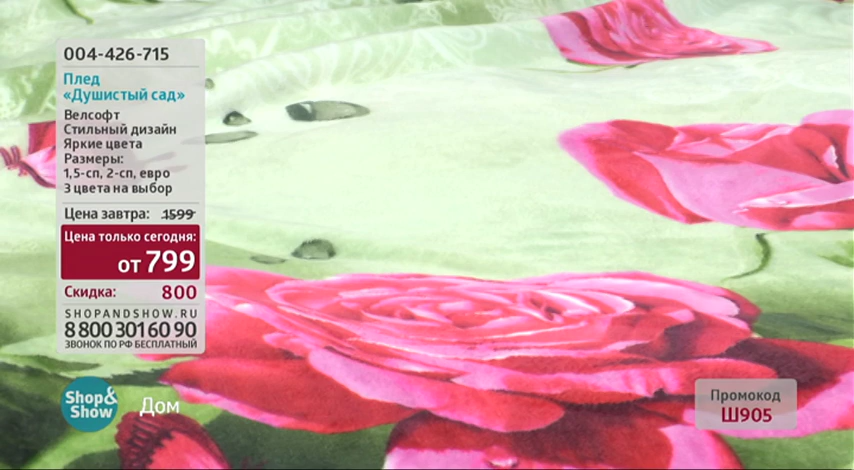 004-426-715
Плед
«Душистый сад»
Велсофт
Стильный дизайн
Яркие цвета
Размеры:
1,5-сп, 2-сп, евро
3 цвета на выбор
Цена завтра: 1599
Цена только сегодня:
от 799
Скидка: 800
SHOPANDSHOW.RU
8 800 301 60 90
ЗВОНОК ПО РФ БЕСПЛАТНЫЙ
Shop&
Show
Дом
Промокод
Ш905